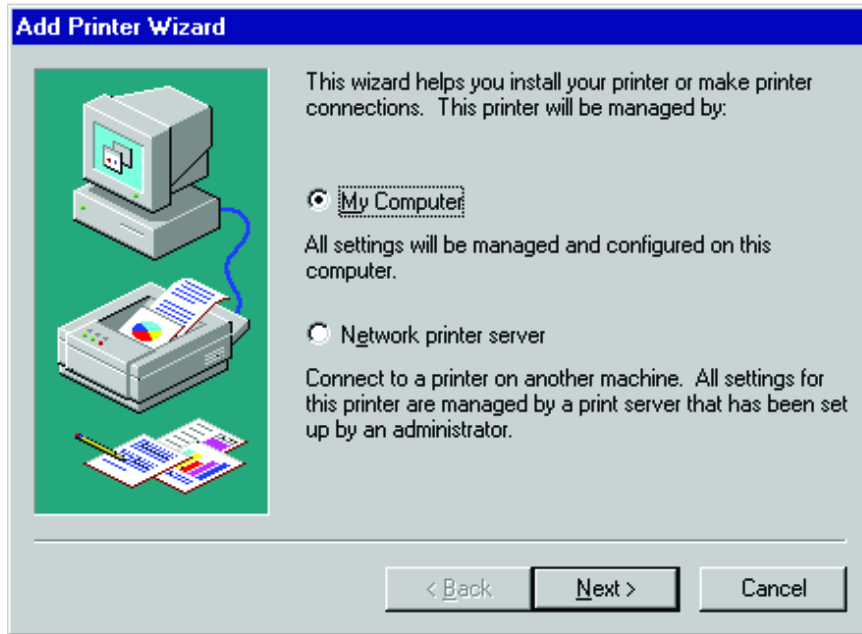 Add Printer Wizard
This wizard helps you install your printer or make printer
connections.  This printer will be managed by:
My Computer
All settings will be managed and configured on this
computer.
Network printer server
Connect to a printer on another machine.  All settings for
this printer are managed by a print server that has been set
up by an administrator.
< Back
Next >
Cancel